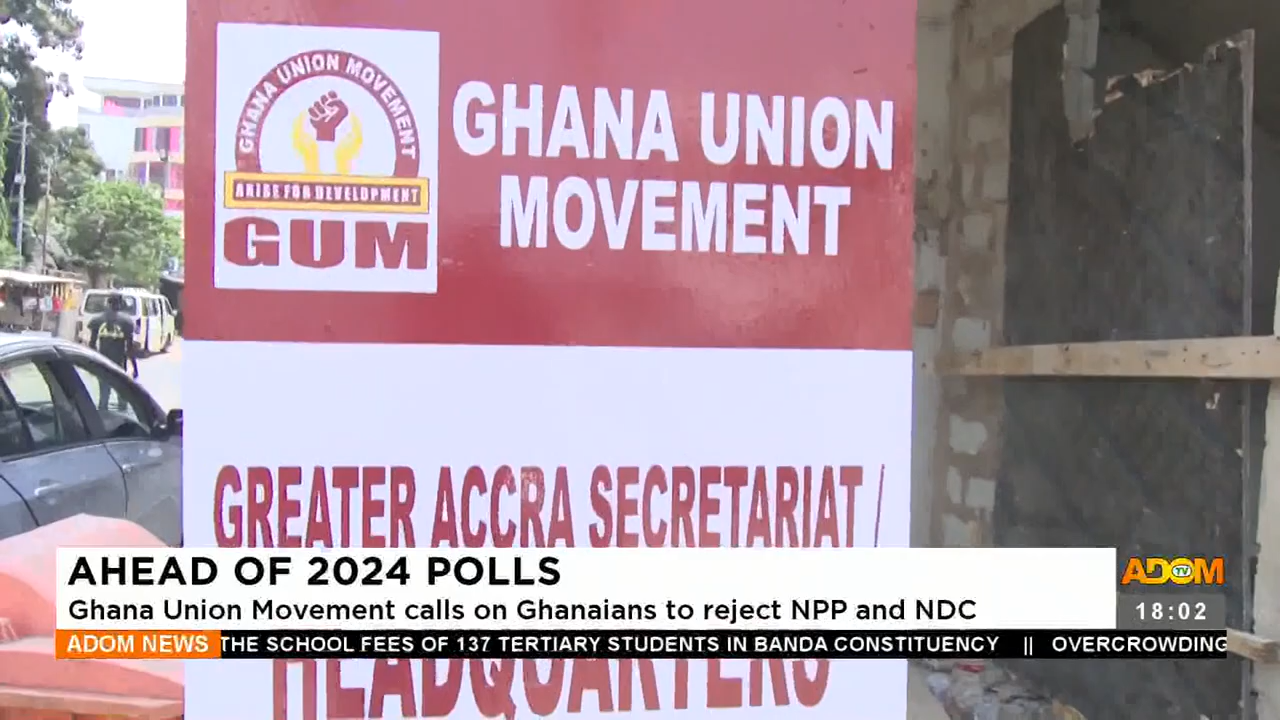 GHANA UNION MOVEMENT
ARISE FOR DEVELOPMENT
GUM
GHANA UNION
MOVEMENT
GREATER ACCRA SECRETARIAT /
HEADQUARTERS
AHEAD OF 2024 POLLS
Ghana Union Movement calls on Ghanaians to reject NPP and NDC
ADOM TV
18:02
ADOM NEWS THE SCHOOL FEES OF 137 TERTIARY STUDENTS IN BANDA CONSTITUENCY || OVERCROWDING